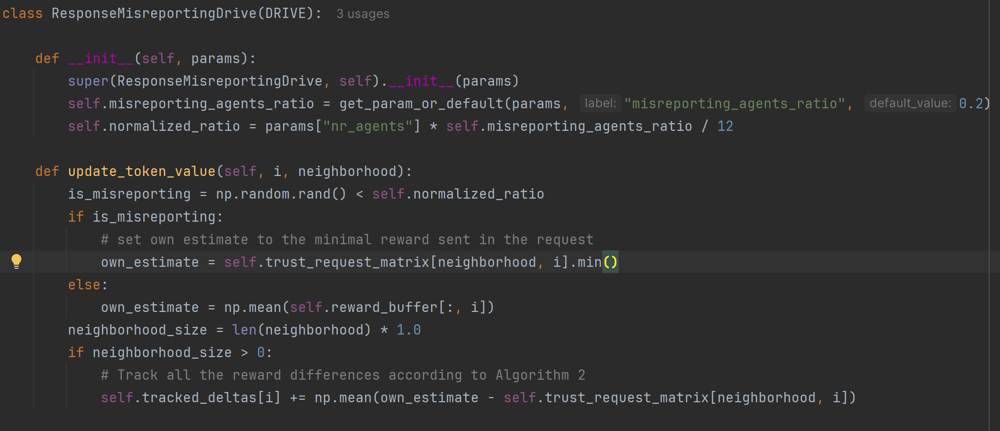 class ResponseMisreportingDrive(DRIVE): 3 usages
def __init__(self, params):
super(ResponseMisreportingDrive, self).__init__(params)
self.misreporting_agents_ratio = get_param_or_default(params, label: "misreporting_agents_ratio", default_value: 0.2)
self.normalized_ratio = params["nr_agents"] * self.misreporting_agents_ratio / 12
def update_token_value(self, i, neighborhood):
is_misreporting = np.random.rand() < self.normalized_ratio
if is_misreporting:
# set own estimate to the minimal reward sent in the request
own_estimate = self.trust_request_matrix[neighborhood, i].min()
else:
own_estimate = np.mean(self.reward_buffer[:, i])
neighborhood_size = len(neighborhood) * 1.0
if neighborhood_size > 0:
# Track all the reward differences according to Algorithm 2
self.tracked_deltas[i] += np.mean(own_estimate - self.trust_request_matrix[neighborhood, i])